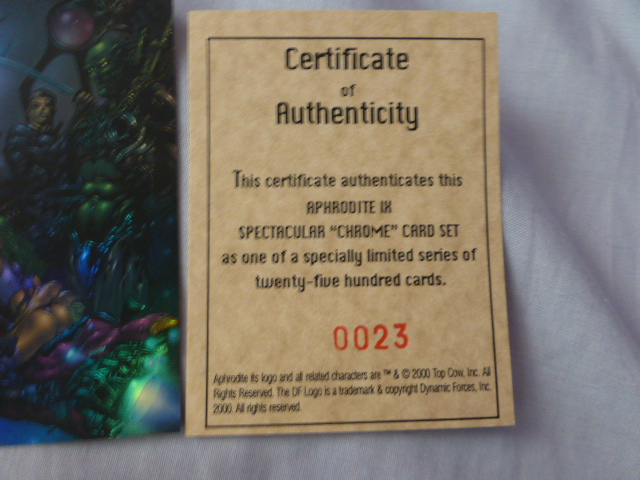 Certificate
of
Authenticity
This certificate authenticates this
APHRODITE IX
SPECTACULAR "CHROME" CARD SET
as one of a specially limited series of
twenty-five hundred cards.
0023
Aphrodite its logo and all related characters are ™ & © 2000 Top Cow, Inc. All
Rights Reserved. The DF Logo is a trademark & copyright Dynamic Forces, Inc.
2000. All rights reserved.